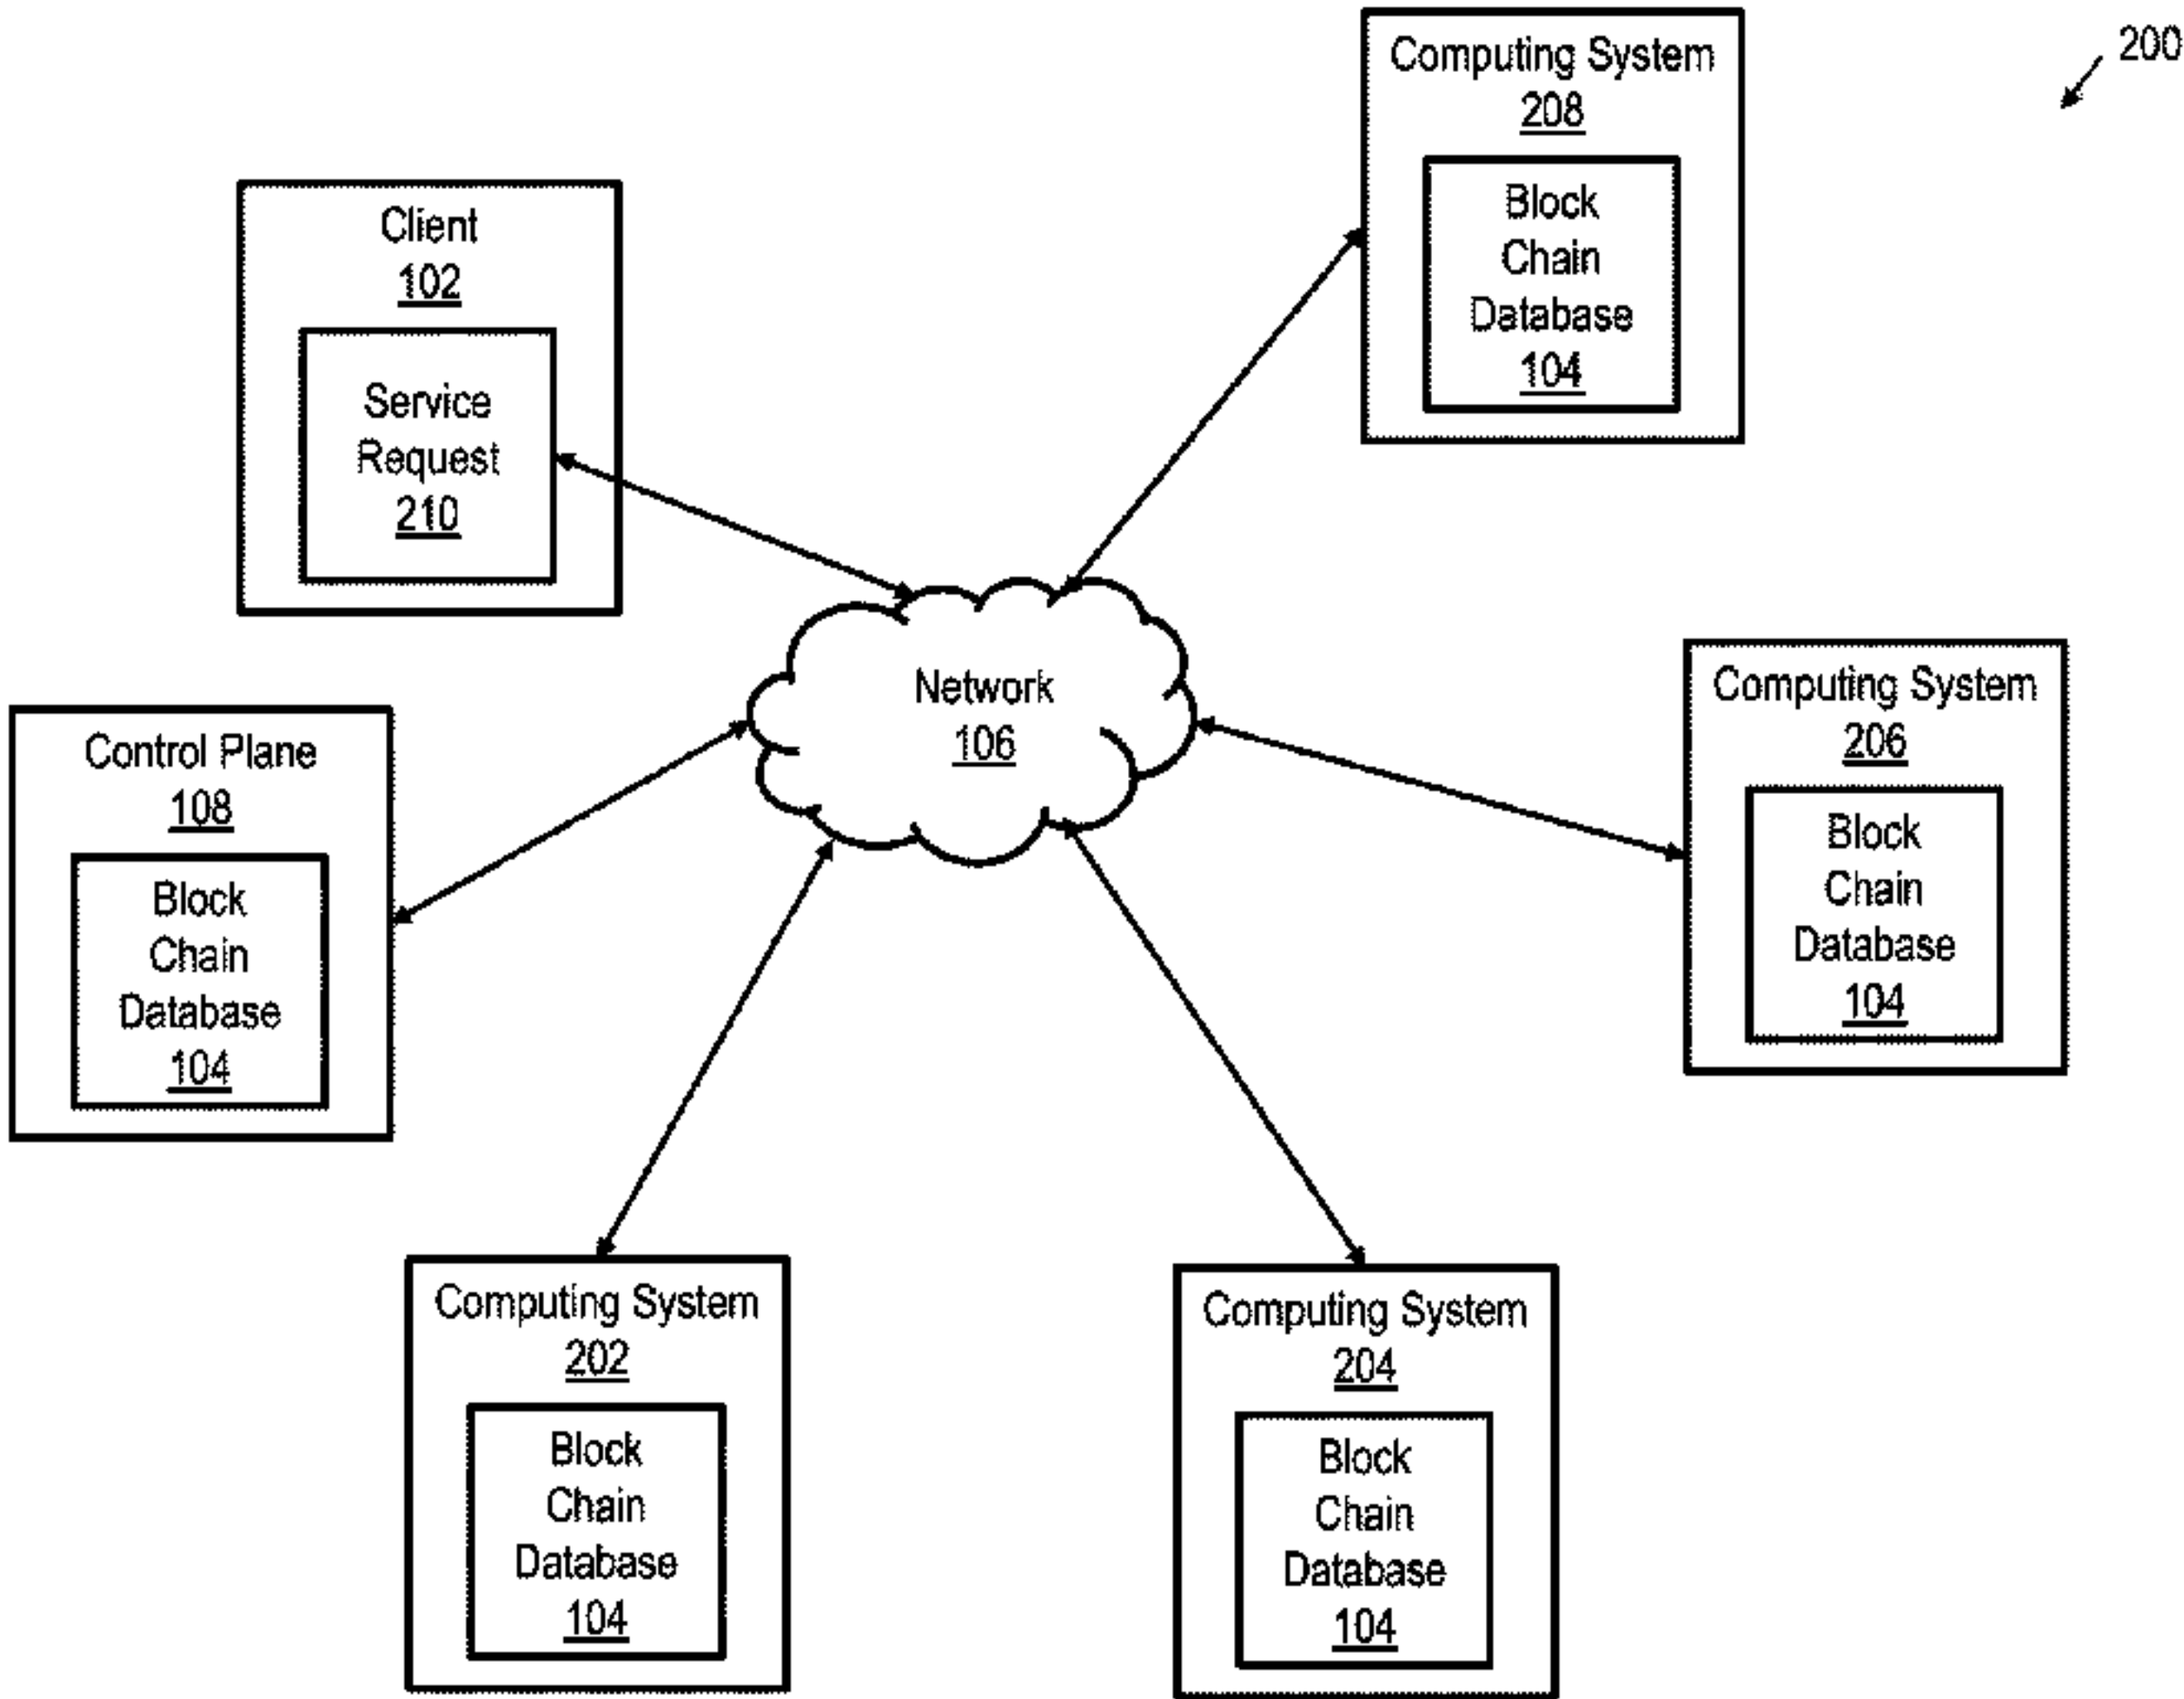 200
Computing System
208
Block
Chain
Database
104
Client
102
Service
Request
210
Network
106
Computing System
206
Block
Chain
Database
104
Control Plane
108
Block
Chain
Database
104
Computing System
202
Block
Chain
Database
104
Computing System
204
Block
Chain
Database
104